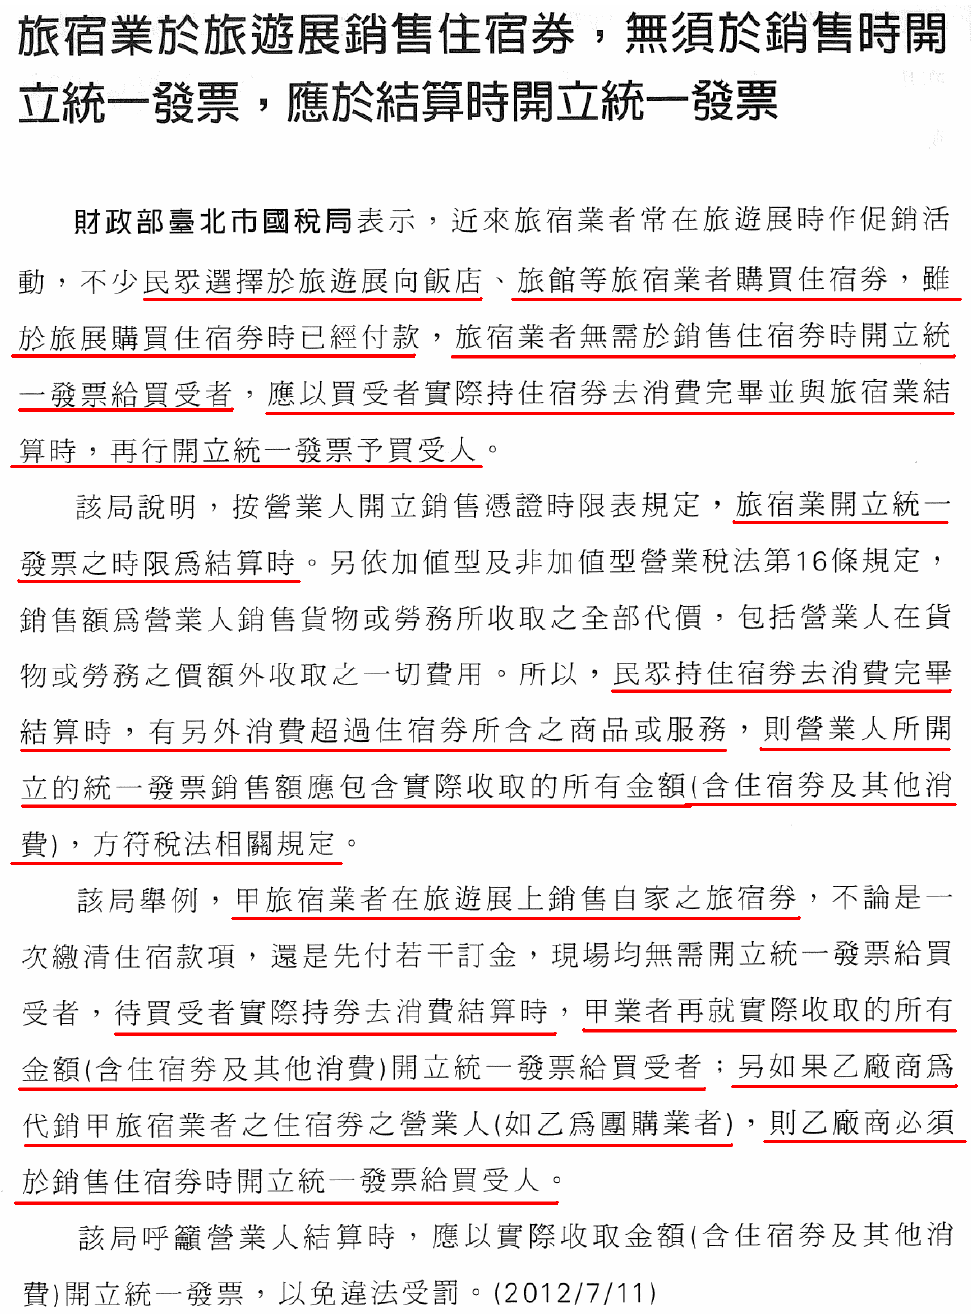 旅宿業於旅遊展銷售住宿券，無須於銷售時開
立統一發票，應於結算時開立統一發票
財政部臺北市國稅局表示，近來旅宿業者常在旅遊展時作促銷活
動，不少民眾選擇於旅遊展向飯店、旅館等旅宿業者購買住宿券，雖
於旅展購買住宿券時已經付款，旅宿業者無需於銷售住宿券時開立統
一發票給買受者，應以買受者實際持住宿券去消費完畢並與旅宿業結
算時，再行開立統一發票予買受人。
該局說明，按營業人開立銷售憑證時限表規定，旅宿業開立統一
發票之時限為結算時。另依加值型及非加值型營業稅法第16條規定，
銷售額為營業人銷售貨物或勞務所收取之全部代價，包括營業人在貨
物或勞務之價額外收取之一切費用。所以，民眾持住宿券去消費完畢
結算時，有另外消費超過住宿券所含之商品或服務，則營業人所開
立的統一發票銷售額應包含實際收取的所有金額(含住宿券及其他消
費)，方符稅法相關規定。
該局舉例，甲旅宿業者在旅遊展上銷售自家之旅宿券，不論是一
次繳清住宿款項，還是先付若干訂金，現場均無需開立統一發票給買
受者，待買受者實際持券去消費結算時，甲業者再就實際收取的所有
金額(含住宿券及其他消費)開立統一發票給買受者；另如果乙廠商為
代銷甲旅宿業者之住宿券之營業人(如乙為團購業者)，則乙廠商必須
於銷售住宿券時開立統一發票給買受人。
該局呼籲營業人結算時，應以實際收取金額(含住宿券及其他消
費)開立統一發票，以免違法受罰。(2012/7/11)